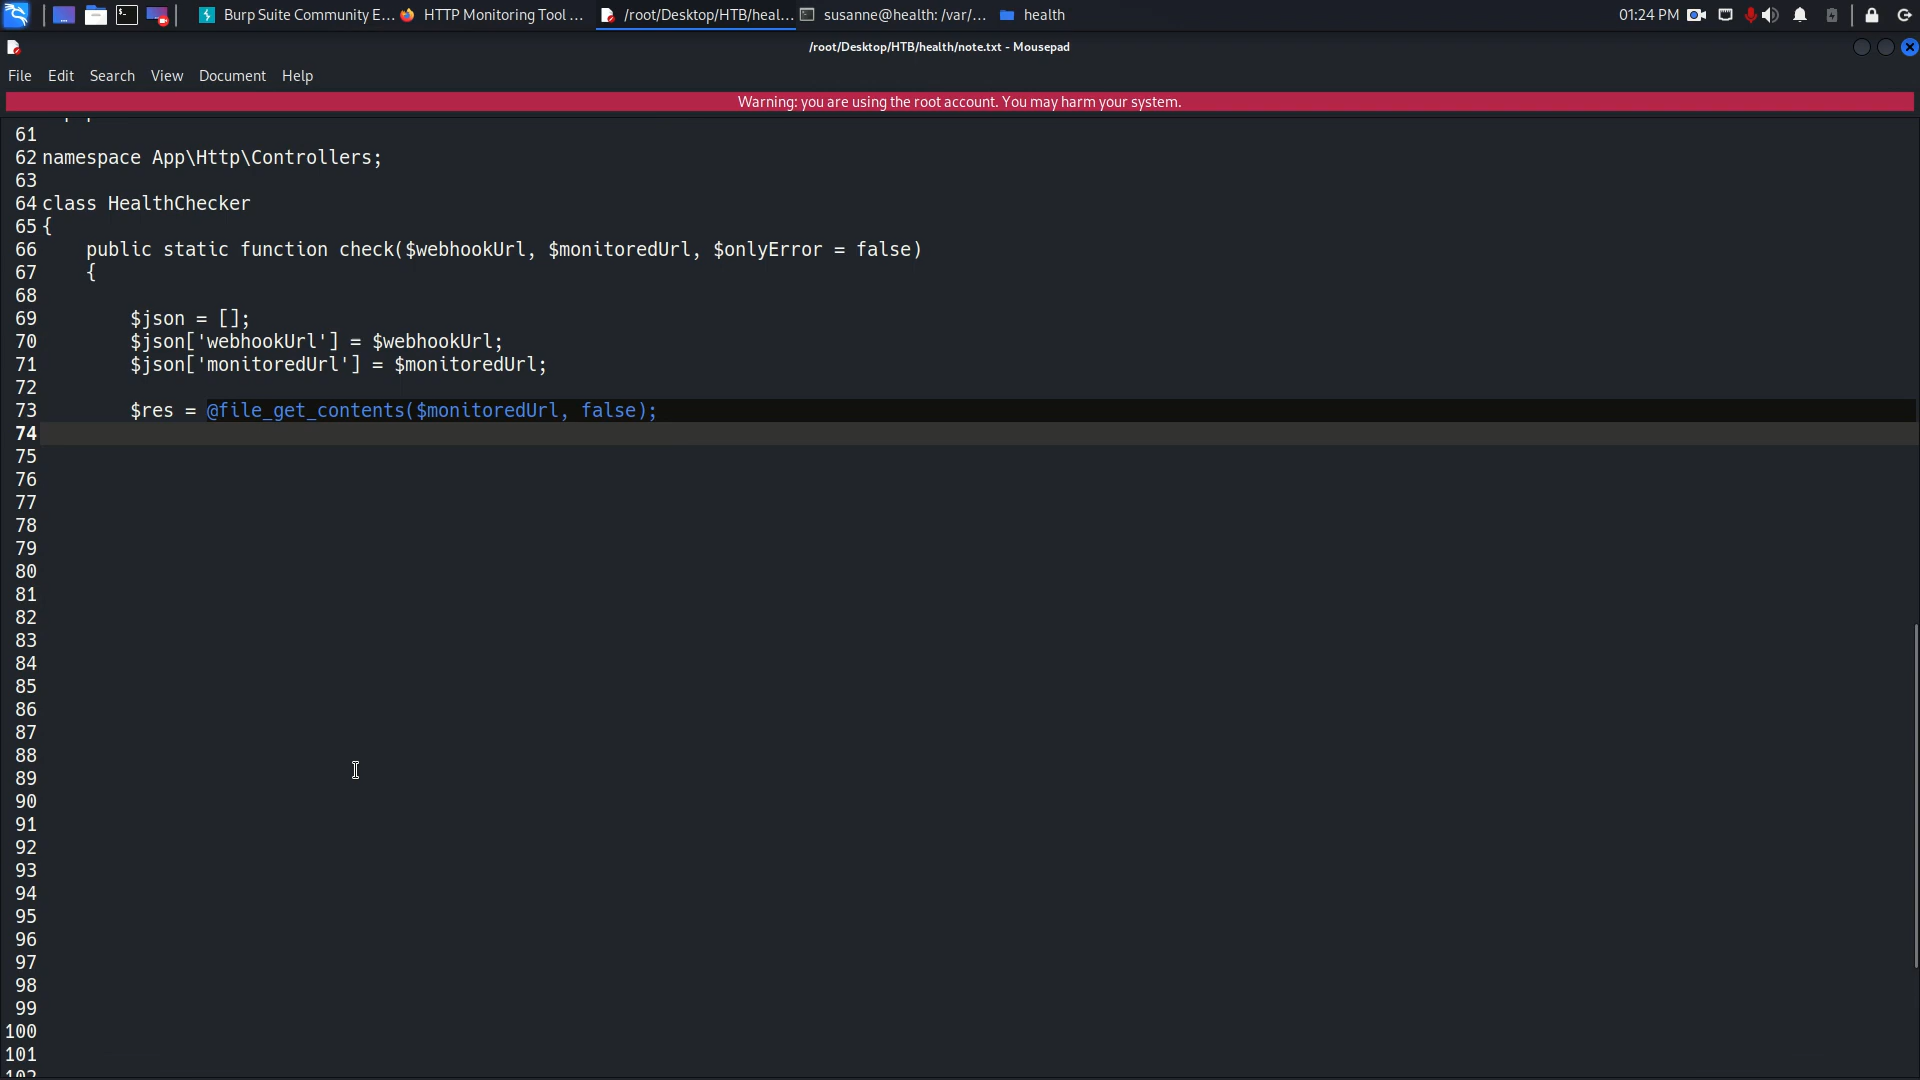 Burp Suite Community E...
HTTP Monitoring Tool ...
/root/Desktop/HTB/heal...
susanne@health: /var/...
health
01:24 PM
/root/Desktop/HTB/health/note.txt - Mousepad
File Edit Search View Document Help
Warning: you are using the root account. You may harm your system.
61
62 namespace App\Http\Controllers;
63
64 class HealthChecker
65 {
66     public static function check($webhookUrl, $monitoredUrl, $onlyError = false)
67     {
68
69         $json = [];
70         $json['webhookUrl'] = $webhookUrl;
71         $json['monitoredUrl'] = $monitoredUrl;
72
73         $res = @file_get_contents($monitoredUrl, false);
74
75
76
77
78
79
80
81
82
83
84
85
86
87
88
89
90
91
92
93
94
95
96
97
98
99
100
101